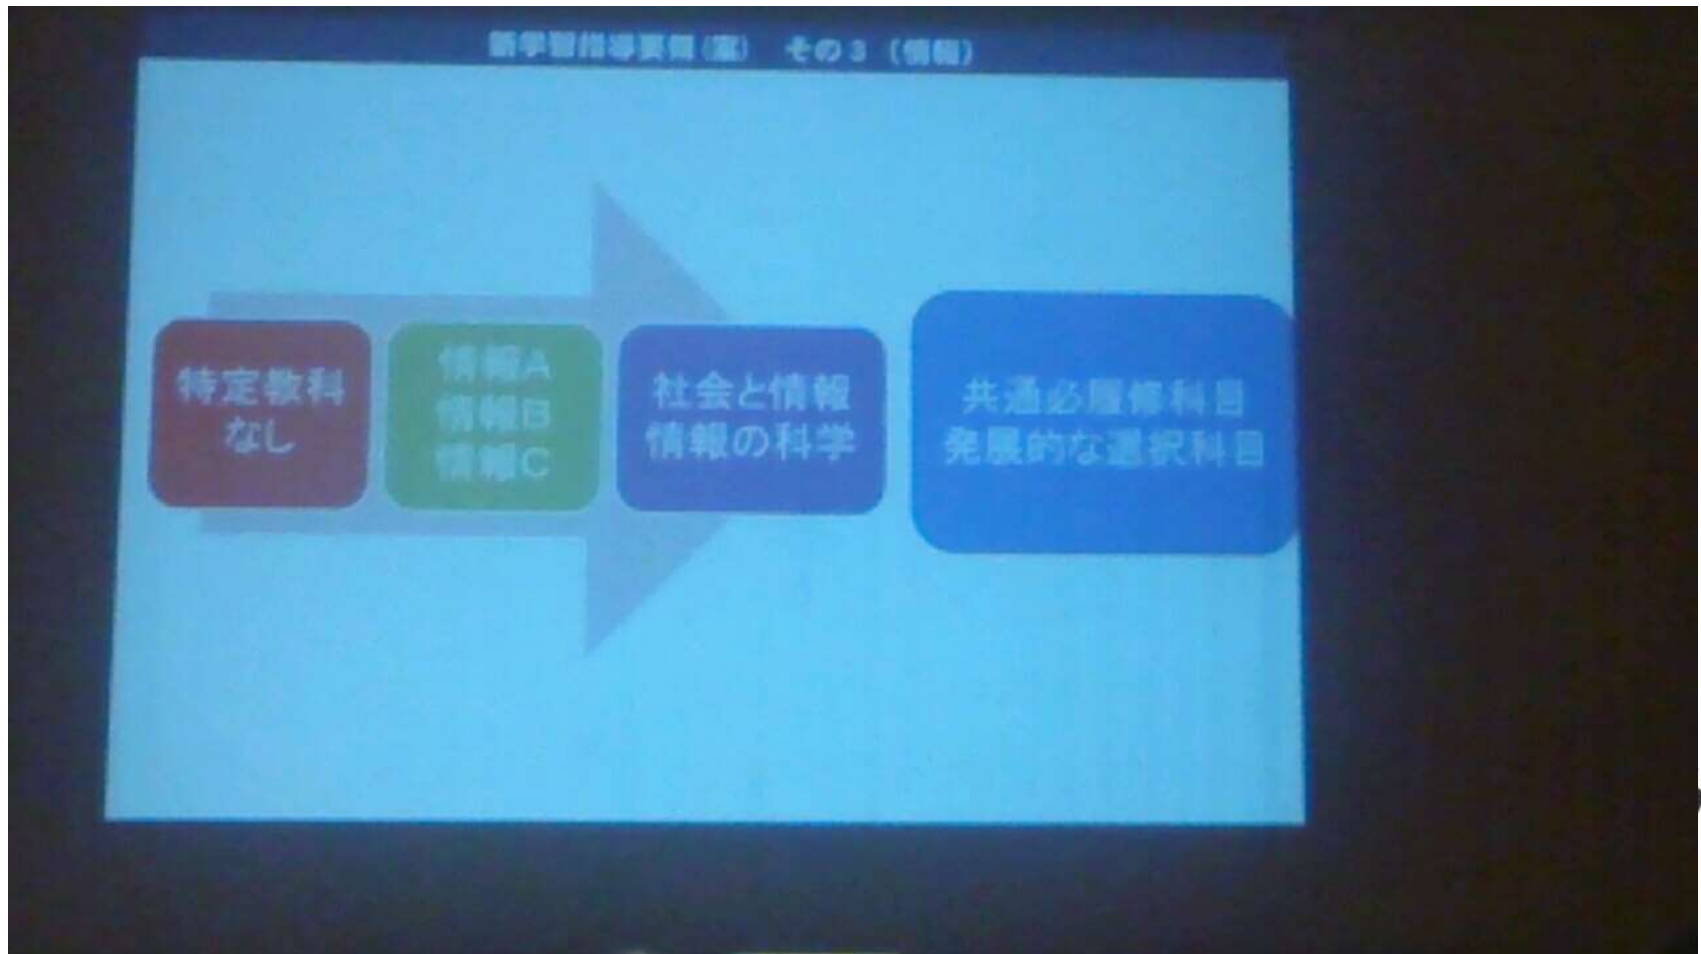 新学習指導要領(案) その3 (情報)
特定教科
なし
情報A
情報B
情報C
社会と情報
情報の科学
共通必履修科目
発展的な選択科目